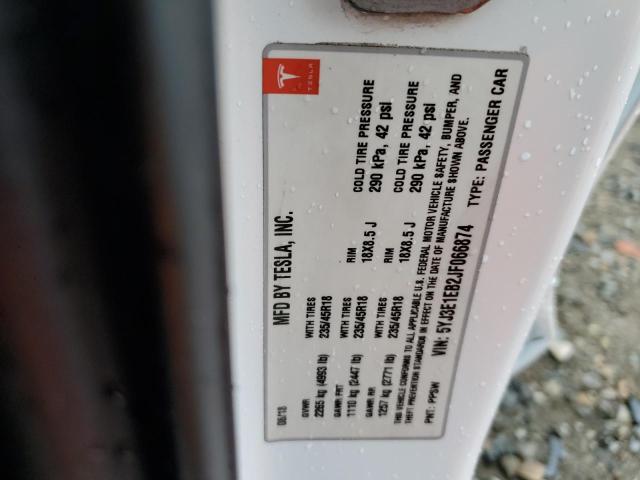 TESLA
MFD BY TESLA, INC.
08/18
GVWR
2265 kg (4993 lb)
WITH TIRES
235/45R18
RIM
18X8.5 J
COLD TIRE PRESSURE
290 kPa, 42 psi
GAWR FRT
1110 kg (2447 lb)
WITH TIRES
235/45R18
RIM
18X8.5 J
COLD TIRE PRESSURE
290 kPa, 42 psi
GAWR RR
1257 kg (2771 lb)
WITH TIRES
235/45R18
THIS VEHICLE CONFORMS TO ALL APPLICABLE U.S. FEDERAL MOTOR VEHICLE SAFETY, BUMPER, AND
THEFT PREVENTION STANDARDS IN EFFECT ON THE DATE OF MANUFACTURE SHOWN ABOVE.
PNT: PPSW
VIN: 5YJ3E1EB2JF066874
TYPE: PASSENGER CAR